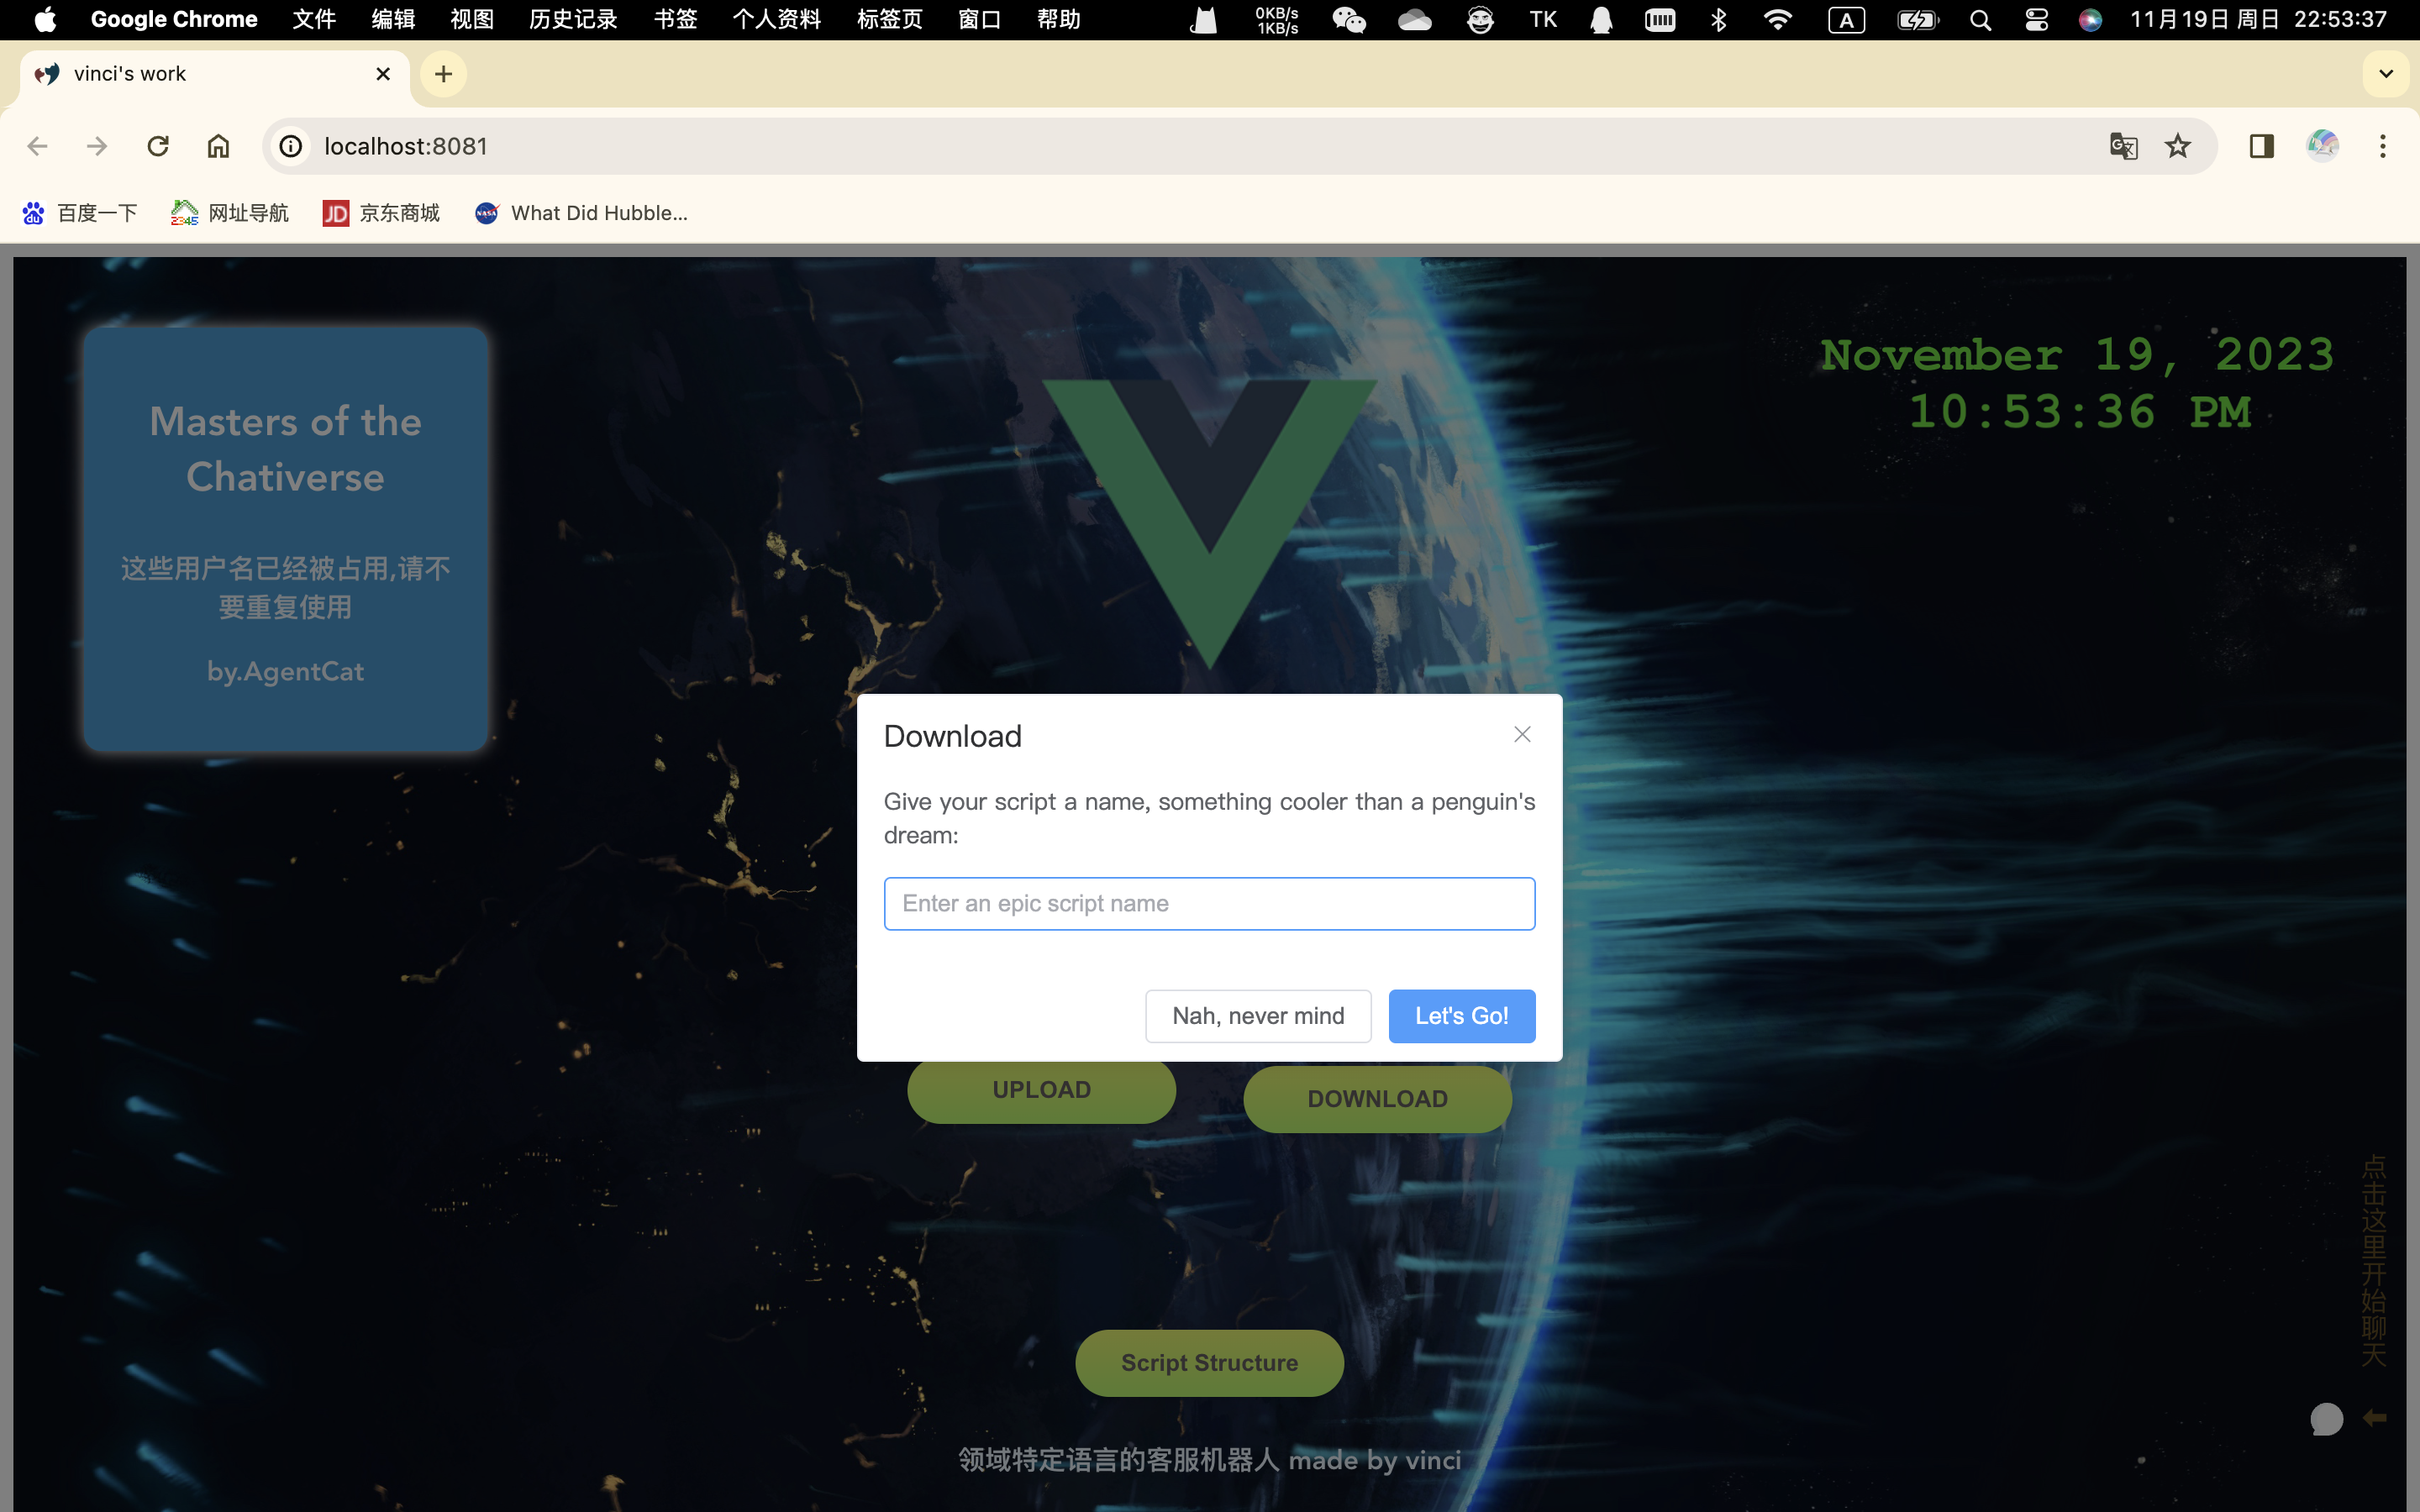 Google Chrome 文件 编辑 视图 历史记录 书签 个人资料 标签页 窗口 帮助 0KB/s 1KB/s TK A 11月19日 周日 22:53:37
vinci's work
localhost:8081
百度一下 2345 网址导航 JD 京东商城 NASA What Did Hubble...
Masters of the
Chativerse
这些用户名已经被占用,请不
要重复使用
by.AgentCat
November 19, 2023
10:53:36 PM
Download
Give your script a name, something cooler than a penguin's
dream:
Enter an epic script name
Nah, never mind Let's Go!
UPLOAD DOWNLOAD
点击这里开始聊天
Script Structure
领域特定语言的客服机器人 made by vinci